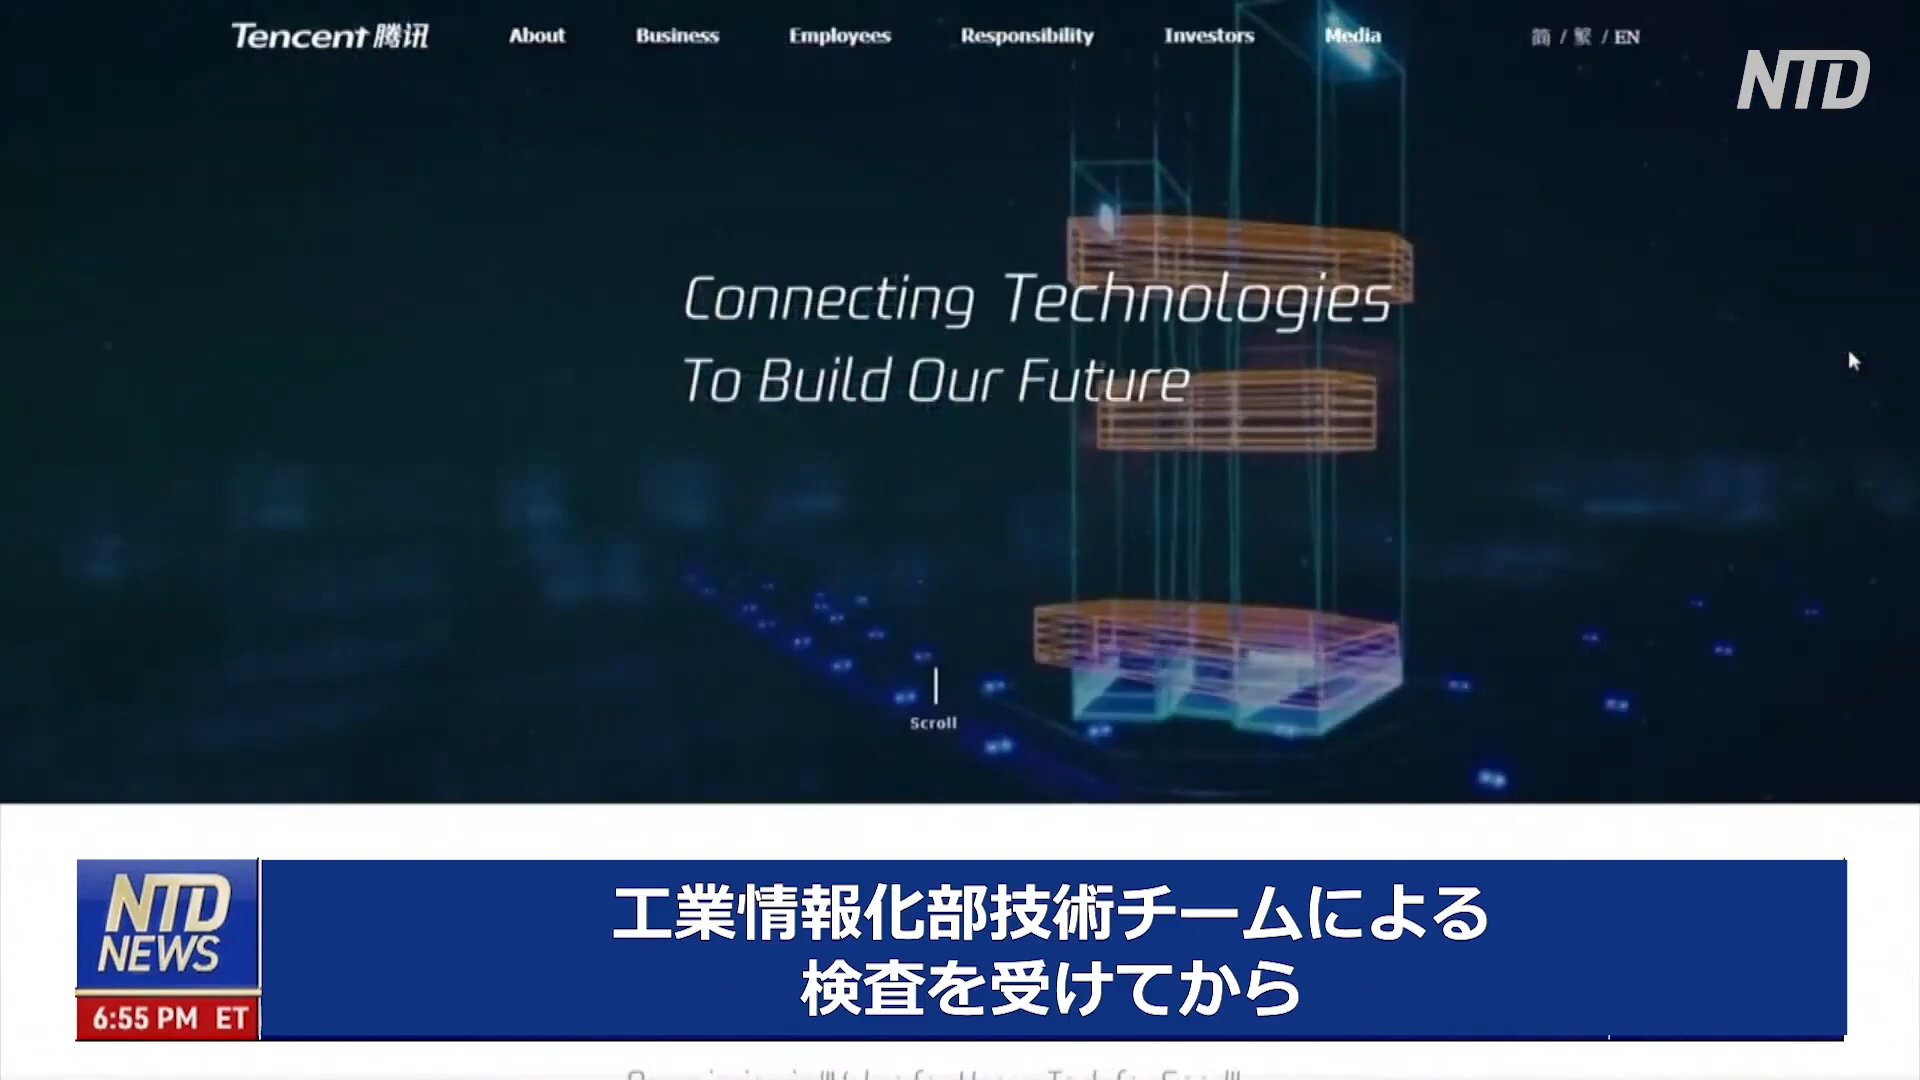 Tencent 腾讯 About Business Employees Responsibility Investors Media 简 / 繁 / EN
NTD
Connecting Technologies
To Build Our Future
Scroll
NTD
NEWS
6:55 PM ET
工業情報化部技術チームによる
検査を受けてから